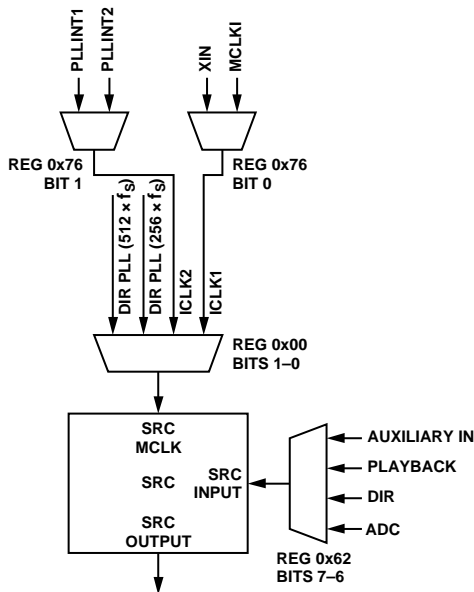 PLLINT1
PLLINT2
XIN
MCLKI
REG 0x76
BIT 1
REG 0x76
BIT 0
DIR PLL (512 × fS)
DIR PLL (256 × fS)
ICLK2
ICLK1
REG 0x00
BITS 1–0
SRC
MCLK
SRC
SRC
INPUT
SRC
OUTPUT
AUXILIARY IN
PLAYBACK
DIR
ADC
REG 0x62
BITS 7–6